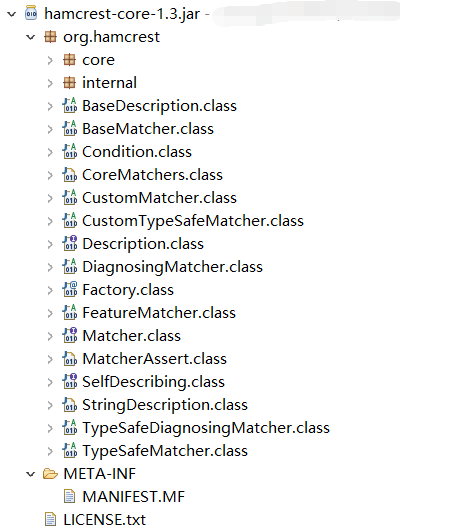 hamcrest-core-1.3.jar -
org.hamcrest
core
internal
BaseDescription.class
BaseMatcher.class
Condition.class
CoreMatchers.class
CustomMatcher.class
CustomTypeSafeMatcher.class
Description.class
DiagnosingMatcher.class
Factory.class
FeatureMatcher.class
Matcher.class
MatcherAssert.class
SelfDescribing.class
StringDescription.class
TypeSafeDiagnosingMatcher.class
TypeSafeMatcher.class
META-INF
MANIFEST.MF
LICENSE.txt